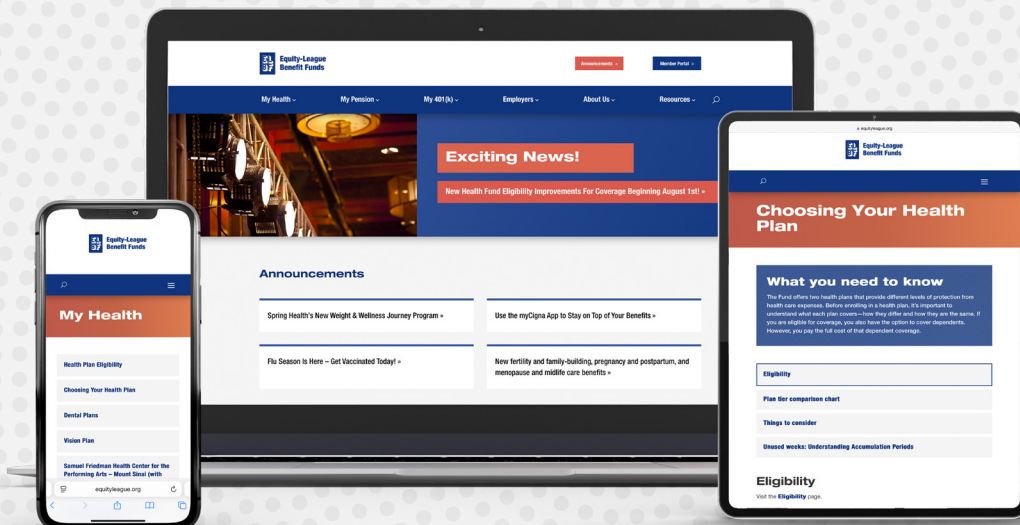 Equity-League
Benefit Funds
Announcements »
Member Portal »
My Health
My Pension
My 401(k)
Employers
About Us
Resources
Exciting News!
New Health Fund Eligibility Improvements For Coverage Beginning August 1st! »
Announcements
Spring Health's New Weight & Wellness Journey Program »
Use the myCigna App to Stay on Top of Your Benefits »
Flu Season Is Here – Get Vaccinated Today! »
New fertility and family-building, pregnancy and postpartum, and
menopause and midlife care benefits »
Equity-League
Benefit Funds
My Health
Health Plan Eligibility
Choosing Your Health Plan
Dental Plans
Vision Plan
Samuel Friedman Health Center for the
Performing Arts – Mount Sinai (with
equityleague.org
equityleague.org
Equity-League
Benefit Funds
Choosing Your Health
Plan
What you need to know
The Fund offers two health plans that provide different levels of protection from
health care expenses. Before enrolling in a health plan, it's important to
understand what each plan covers—how they differ and how they are the same. If
you are eligible for coverage, you also have the option to cover dependents.
However, you pay the full cost of that dependent coverage.
Eligibility
Plan tier comparison chart
Things to consider
Unused weeks: Understanding Accumulation Periods
Eligibility
Visit the Eligibility page.